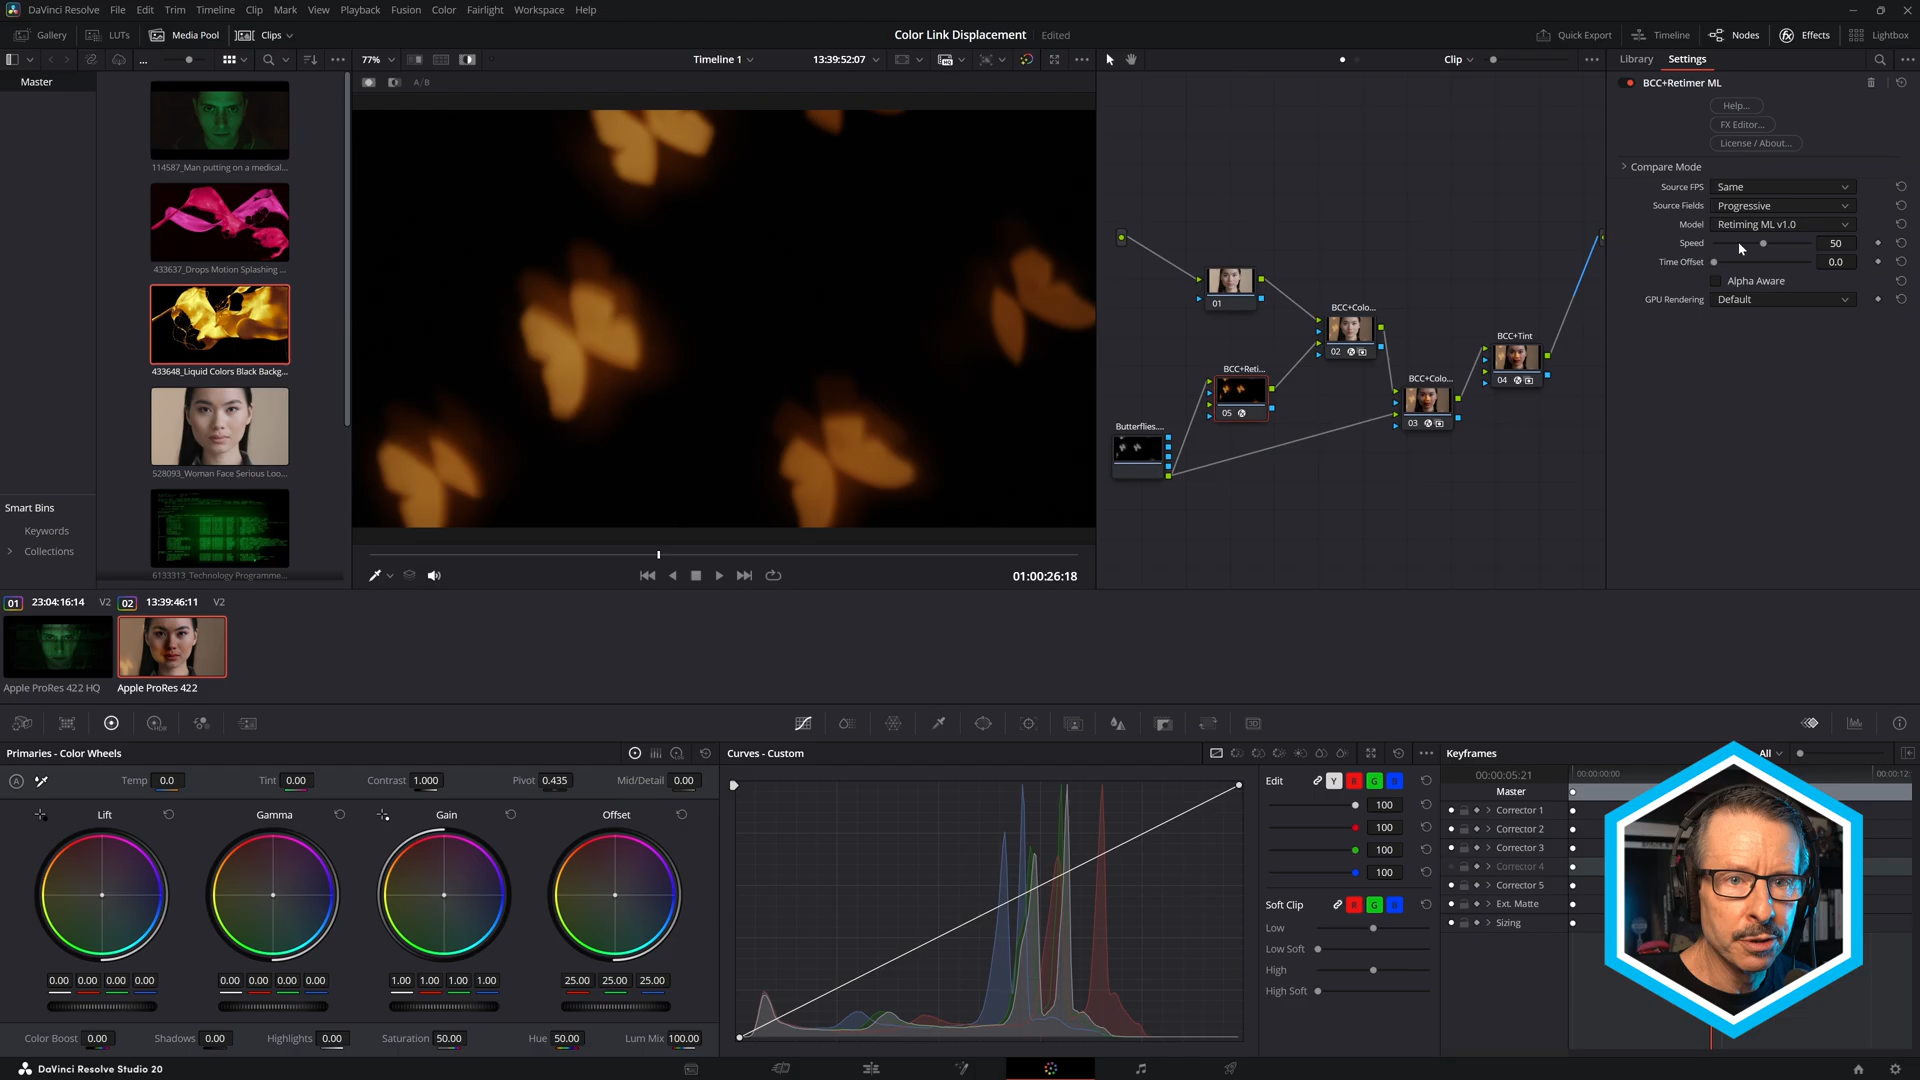 DaVinci Resolve File Edit Trim Timeline Clip Mark View Playback Fusion Color Fairlight Workspace Help
Gallery LUTs Media Pool Clips
Color Link Displacement Edited
Quick Export Timeline Nodes Effects Lightbox
77% Timeline 1 13:39:52:07 Clip
Library Settings
Master
A/B
BCC+Retimer ML
Help...
FX Editor...
License / About...
Compare Mode
Source FPS Same
Source Fields Progressive
Model Retiming ML v1.0
Speed 50
Time Offset 0.0
Alpha Aware
GPU Rendering Default
114587_Man putting on a medical...
433637_Drops Motion Splashing ...
433648_Liquid Colors Black Backg...
528093_Woman Face Serious Loo...
6133313_Technology Programme...
Smart Bins
Keywords
Collections
01
BCC+Colo...
02
BCC+Tint
04
BCC+Reti...
05
BCC+Colo...
03
Butterflies....
01:00:26:18
01 23:04:16:14 V2 02 13:39:46:11 V2
Apple ProRes 422 HQ Apple ProRes 422
HDR
3D
Primaries - Color Wheels
Temp 0.0 Tint 0.00 Contrast 1.000 Pivot 0.435 Mid/Detail 0.00
Lift Gamma Gain Offset
0.00 0.00 0.00 0.00 0.00 0.00 0.00 0.00 1.00 1.00 1.00 1.00 25.00 25.00 25.00
Color Boost 0.00 Shadows 0.00 Highlights 0.00 Saturation 50.00 Hue 50.00 Lum Mix 100.00
Curves - Custom
Edit Y R G B
100
100
100
100
Soft Clip R G B
Low
Low Soft
High
High Soft
Keyframes All
00:00:05:21 00:00:00:00 00:00:12:
Master
Corrector 1
Corrector 2
Corrector 3
Corrector 4
Corrector 5
Ext. Matte
Sizing
DaVinci Resolve Studio 20